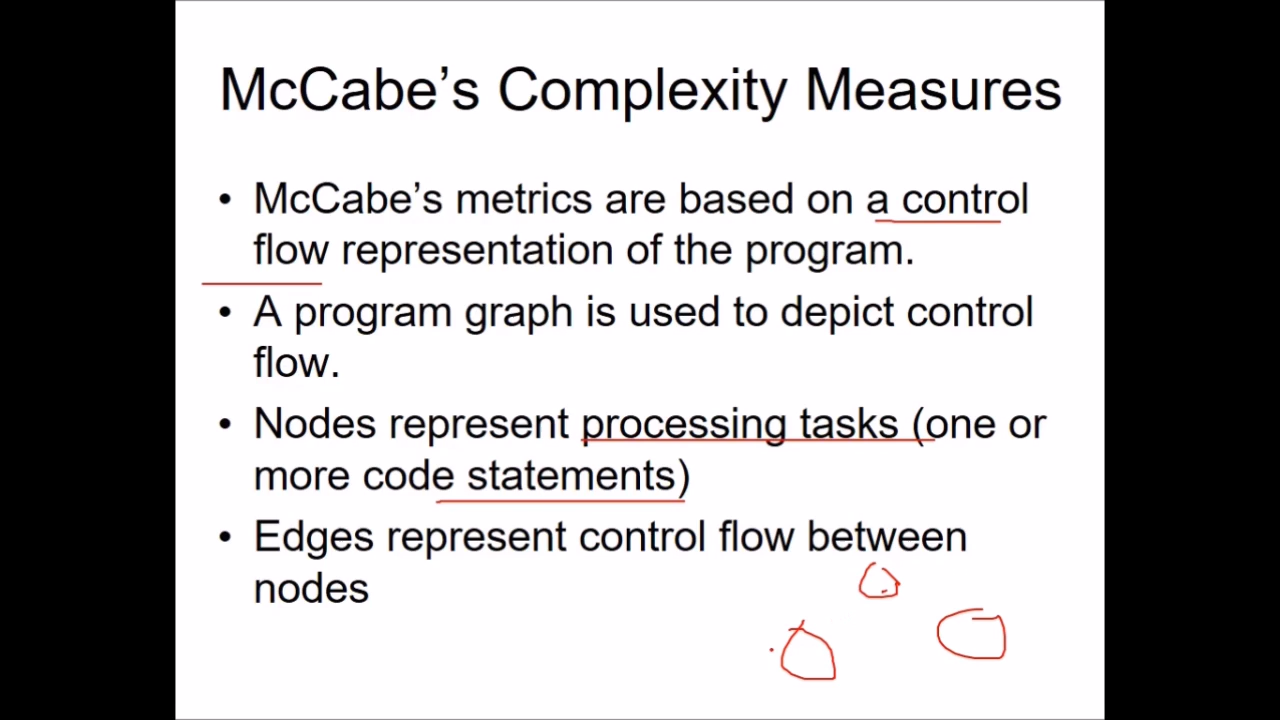 McCabe’s Complexity Measures
• McCabe’s metrics are based on a control
flow representation of the program.
• A program graph is used to depict control
flow.
• Nodes represent processing tasks (one or
more code statements)
• Edges represent control flow between
nodes